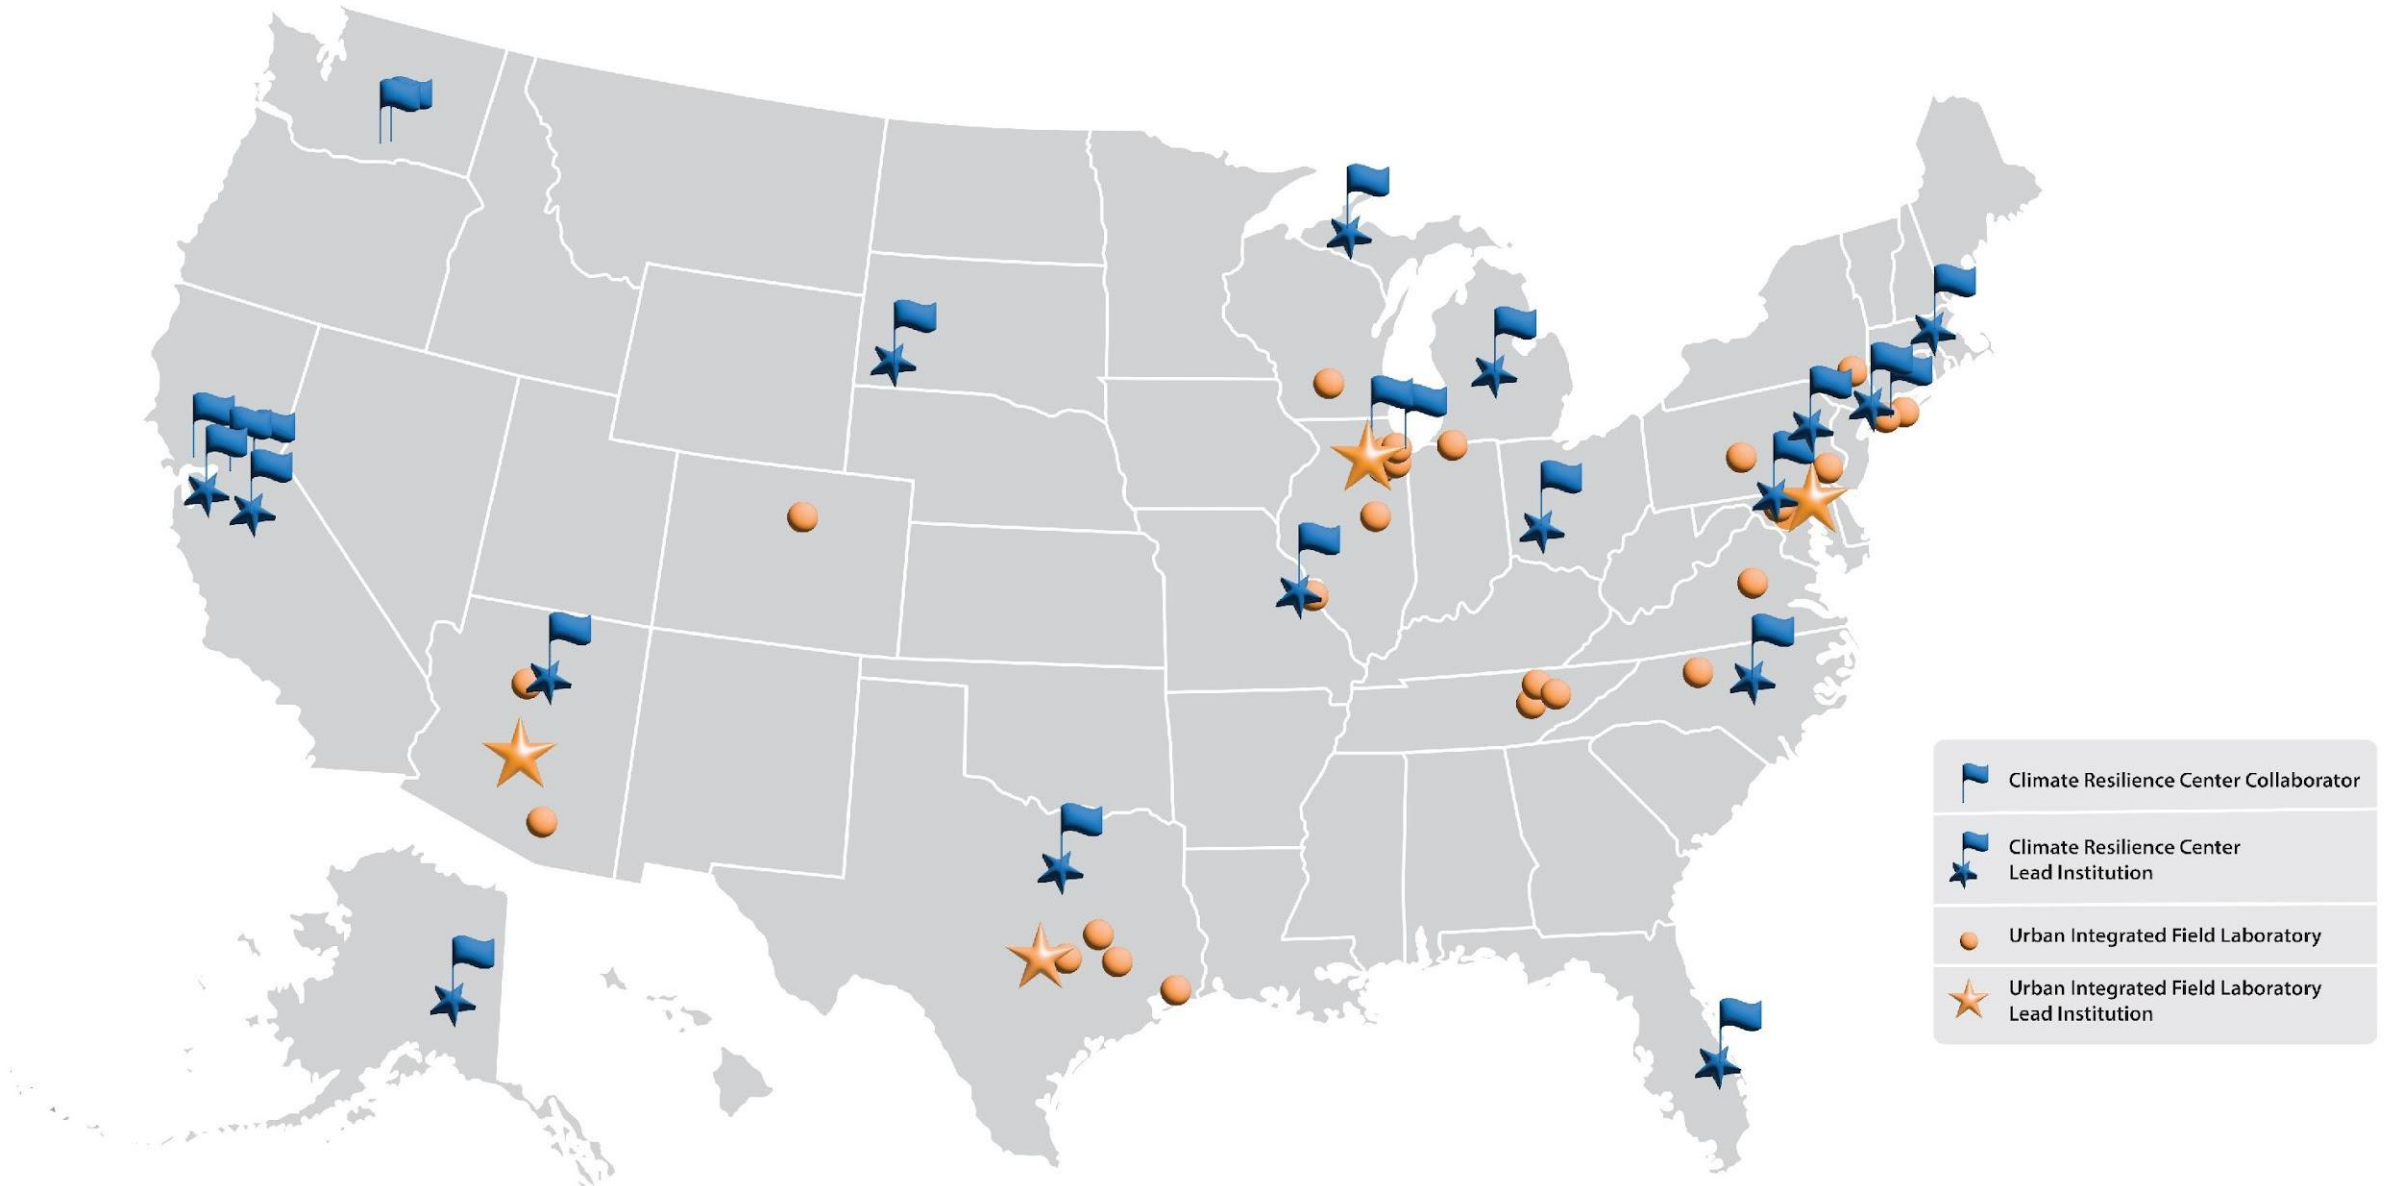 Climate Resilience Center Collaborator
Climate Resilience Center
Lead Institution
Urban Integrated Field Laboratory
Urban Integrated Field Laboratory
Lead Institution